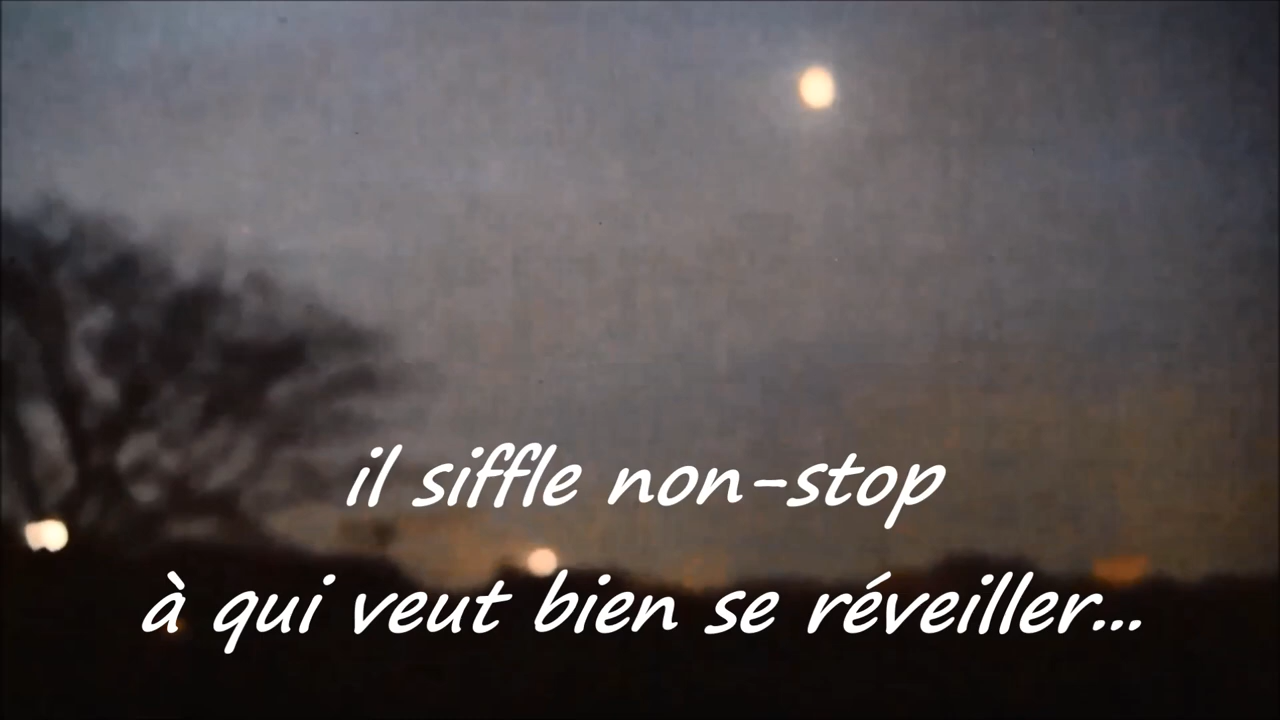 il siffle non-stop
à qui veut bien se réveiller...